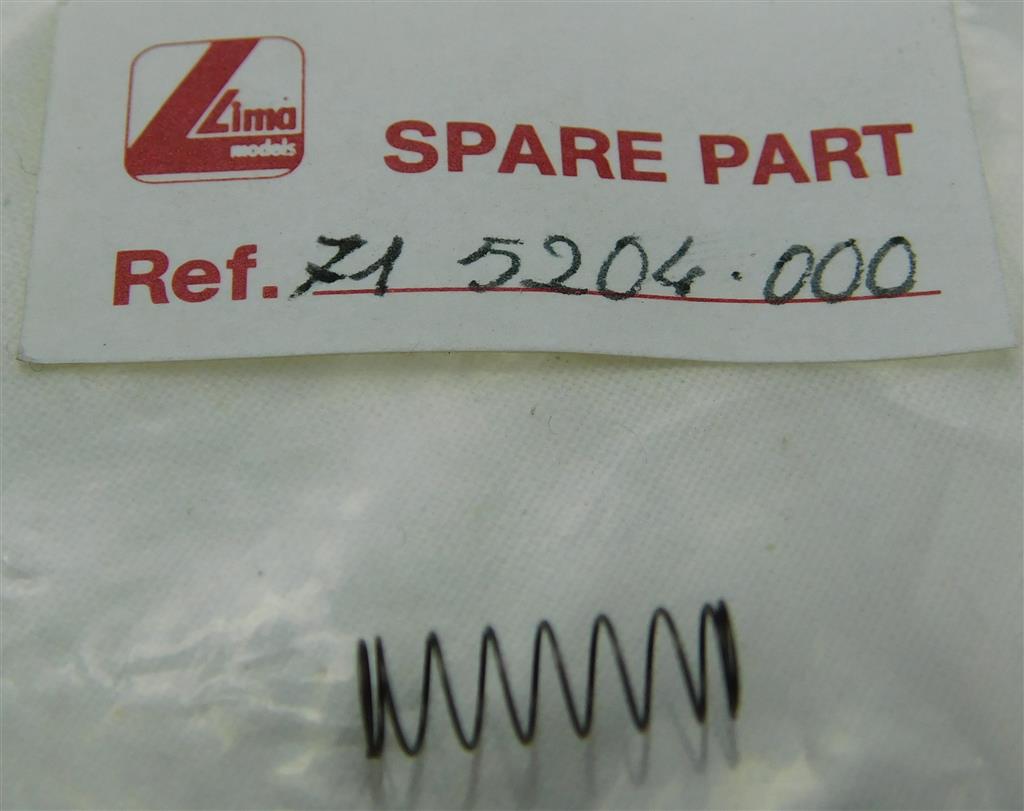 Lima
models
SPARE PART
Ref. 71 5204.000